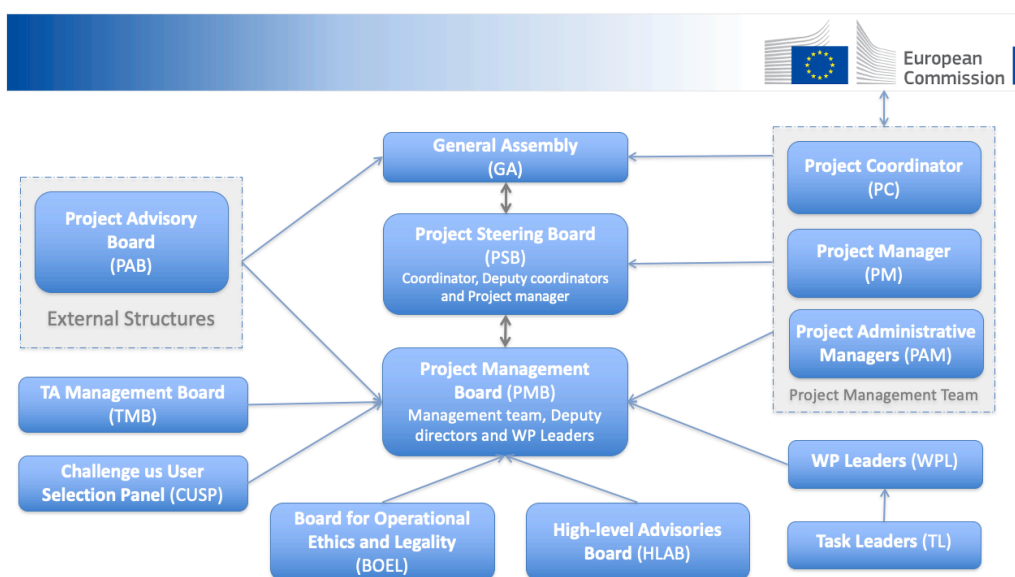 European
Commission
General Assembly
(GA)
Project Coordinator
(PC)
Project Advisory
Board
(PAB)
External Structures
Project Steering Board
(PSB)
Coordinator, Deputy coordinators
and Project manager
Project Manager
(PM)
Project Administrative
Managers (PAM)
Project Management Team
Project Management
Board (PMB)
Management team, Deputy
directors and WP Leaders
TA Management Board
(TMB)
Challenge us User
Selection Panel (CUSP)
WP Leaders (WPL)
Board for Operational
Ethics and Legality
(BOEL)
High-level Advisories
Board (HLAB)
Task Leaders (TL)